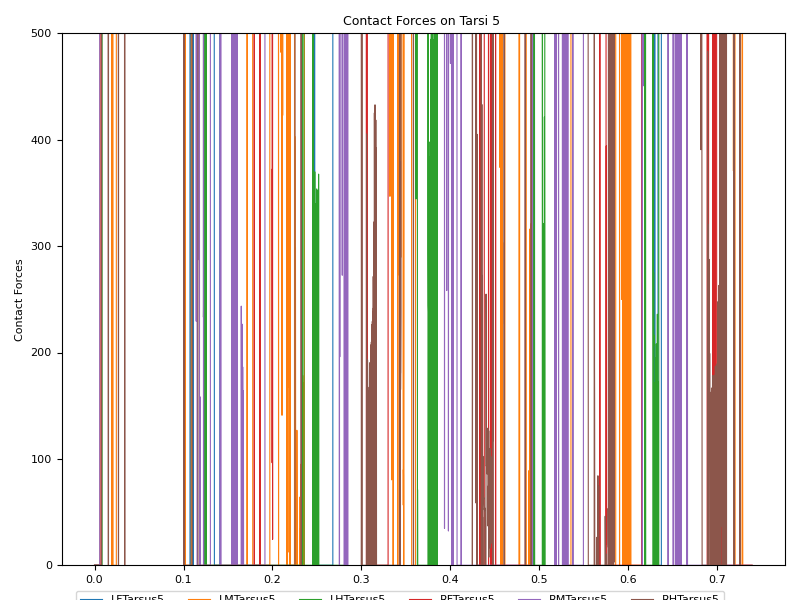 Contact Forces on Tarsi 5
500
400
300
200
100
0
Contact Forces
0.0 0.1 0.2 0.3 0.4 0.5 0.6 0.7
LFTarsus5 LMTarsus5 LHTarsus5 RFTarsus5 RMTarsus5 RHTarsus5